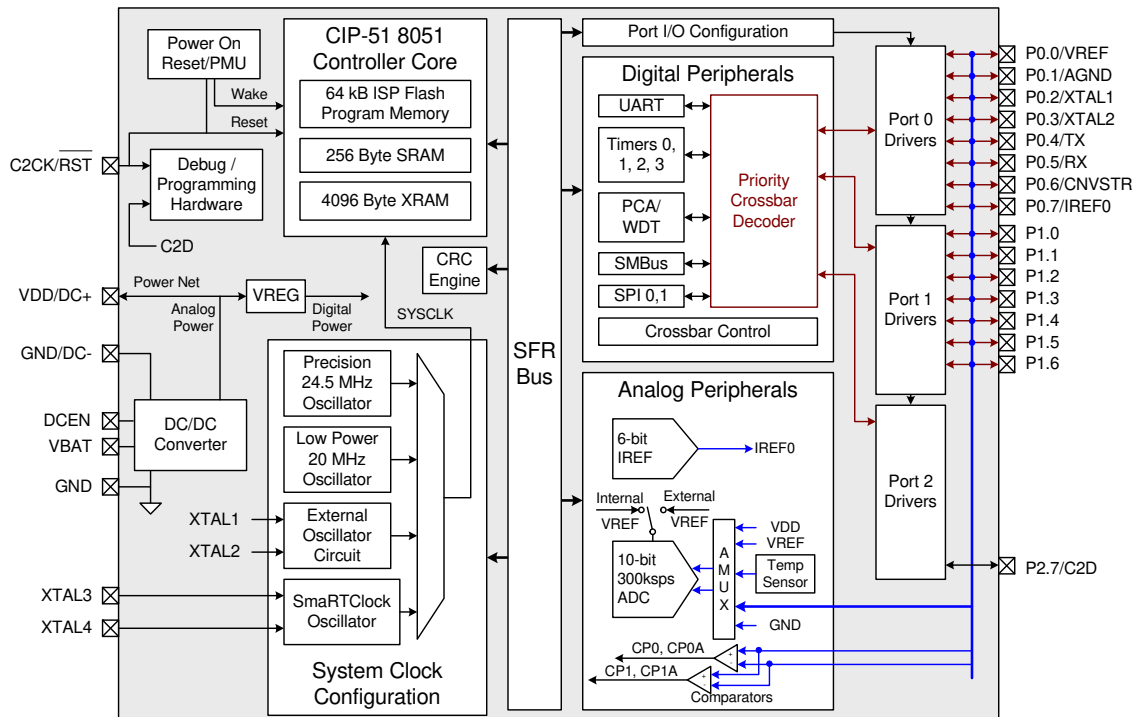 Power On
Reset/PMU
Wake
Reset
C2CK/RST
Debug /
Programming
Hardware
C2D
CIP-51 8051
Controller Core
64 kB ISP Flash
Program Memory
256 Byte SRAM
4096 Byte XRAM
CRC
Engine
Power Net
VDD/DC+
VREG
Analog
Power
Digital
Power
SYSCLK
GND/DC-
DCEN
VBAT
DC/DC
Converter
GND
XTAL1
XTAL2
XTAL3
XTAL4
Precision
24.5 MHz
Oscillator
Low Power
20 MHz
Oscillator
External
Oscillator
Circuit
SmaRTClock
Oscillator
System Clock
Configuration
SFR
Bus
Port I/O Configuration
Digital Peripherals
UART
Timers 0,
1, 2, 3
PCA/
WDT
SMBus
SPI 0,1
Priority
Crossbar
Decoder
Crossbar Control
Analog Peripherals
6-bit
IREF
IREF0
Internal
VREF
External
VREF
10-bit
300ksps
ADC
A
M
U
X
VDD
VREF
Temp
Sensor
GND
CP0, CP0A
+
-
CP1, CP1A
+
-
Comparators
Port 0
Drivers
Port 1
Drivers
Port 2
Drivers
P0.0/VREF
P0.1/AGND
P0.2/XTAL1
P0.3/XTAL2
P0.4/TX
P0.5/RX
P0.6/CNVSTR
P0.7/IREF0
P1.0
P1.1
P1.2
P1.3
P1.4
P1.5
P1.6
P2.7/C2D